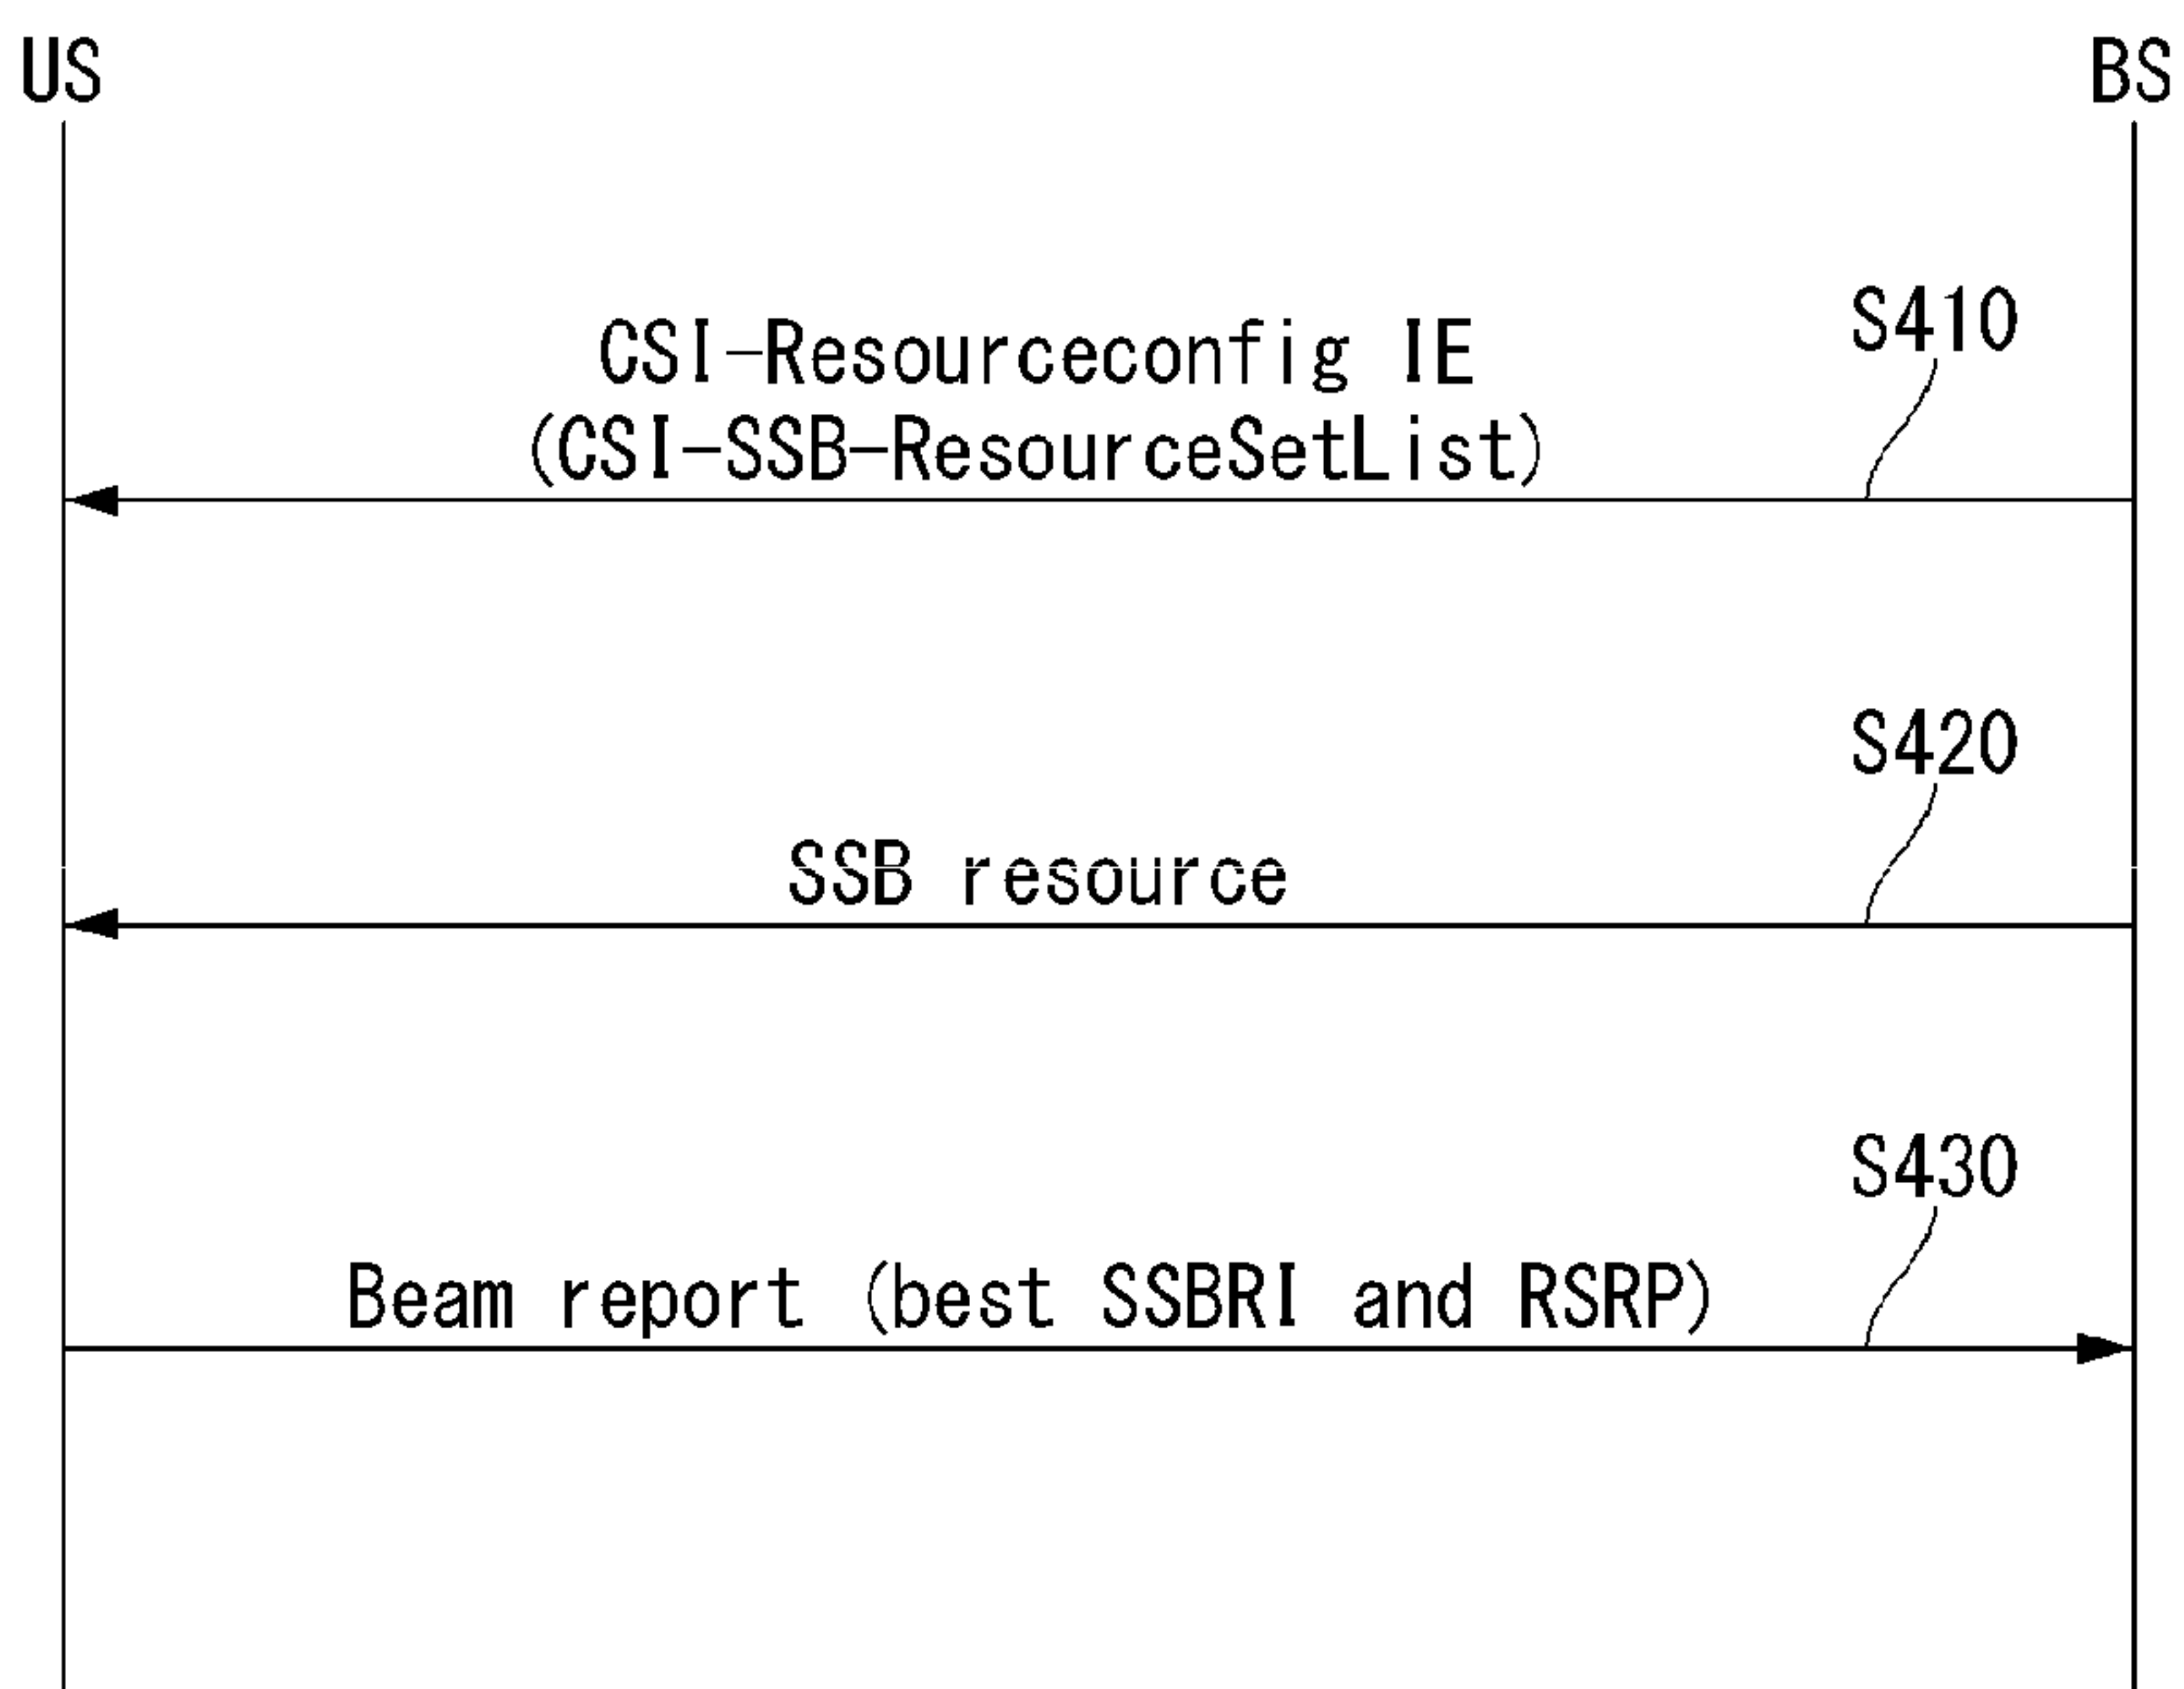 US
BS
S410
CSI-Resourceconfig IE
(CSI-SSB-ResourceSetList)
S420
SSB resource
S430
Beam report (best SSBRI and RSRP)